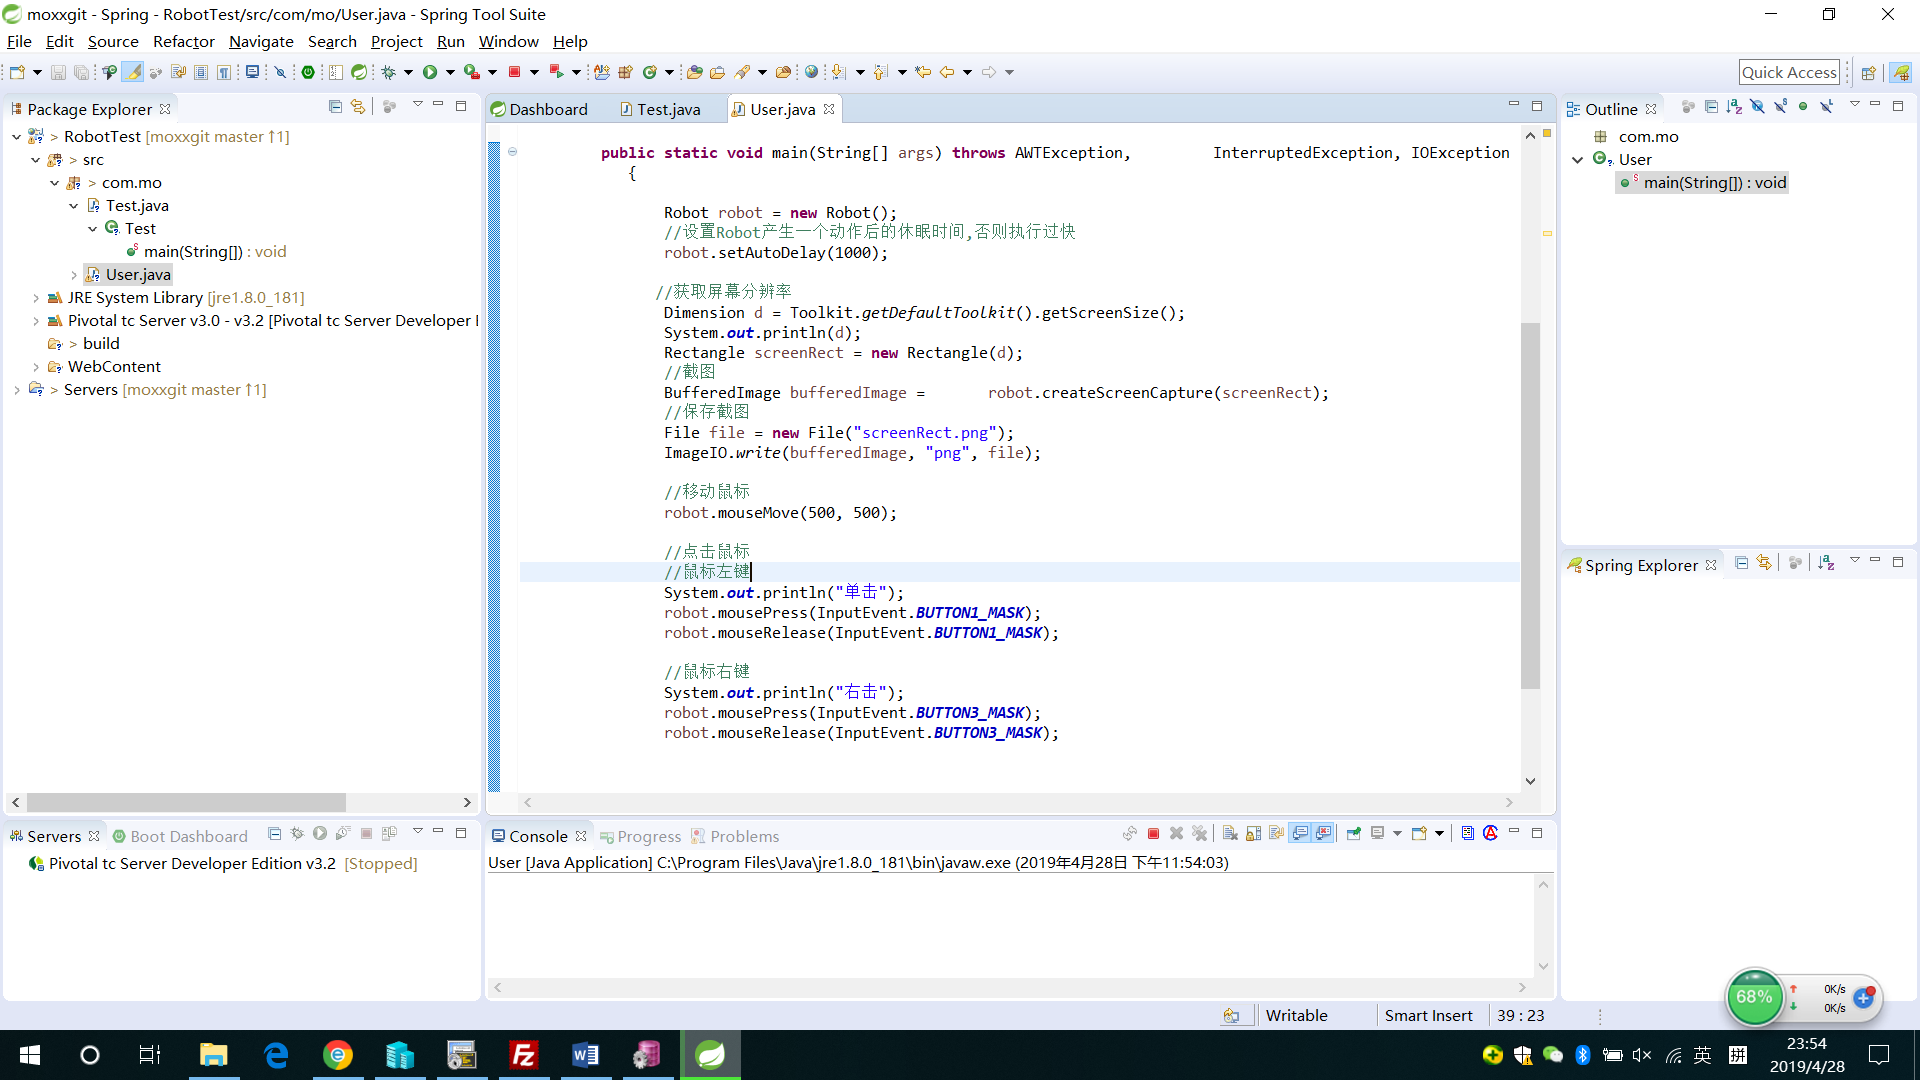 moxxgit - Spring - RobotTest/src/com/mo/User.java - Spring Tool Suite
File Edit Source Refactor Navigate Search Project Run Window Help
Quick Access
Package Explorer
RobotTest [moxxgit master ↑1]
src
com.mo
Test.java
Test
main(String[]) : void
User.java
JRE System Library [jre1.8.0_181]
Pivotal tc Server v3.0 - v3.2 [Pivotal tc Server Developer
build
WebContent
Servers [moxxgit master ↑1]
Dashboard Test.java User.java
public static void main(String[] args) throws AWTException, InterruptedException, IOException
{
Robot robot = new Robot();
//设置Robot产生一个动作后的休眠时间,否则执行过快
robot.setAutoDelay(1000);
//获取屏幕分辨率
Dimension d = Toolkit.getDefaultToolkit().getScreenSize();
System.out.println(d);
Rectangle screenRect = new Rectangle(d);
//截图
BufferedImage bufferedImage = robot.createScreenCapture(screenRect);
//保存截图
File file = new File("screenRect.png");
ImageIO.write(bufferedImage, "png", file);
//移动鼠标
robot.mouseMove(500, 500);
//点击鼠标
//鼠标左键
System.out.println("单击");
robot.mousePress(InputEvent.BUTTON1_MASK);
robot.mouseRelease(InputEvent.BUTTON1_MASK);
//鼠标右键
System.out.println("右击");
robot.mousePress(InputEvent.BUTTON3_MASK);
robot.mouseRelease(InputEvent.BUTTON3_MASK);
Outline
com.mo
User
main(String[]) : void
Spring Explorer
Servers Boot Dashboard
Pivotal tc Server Developer Edition v3.2 [Stopped]
Console Progress Problems
User [Java Application] C:\Program Files\Java\jre1.8.0_181\bin\javaw.exe (2019年4月28日 下午11:54:03)
68%
0K/s
0K/s
Writable Smart Insert 39 : 23
英 拼
23:54
2019/4/28